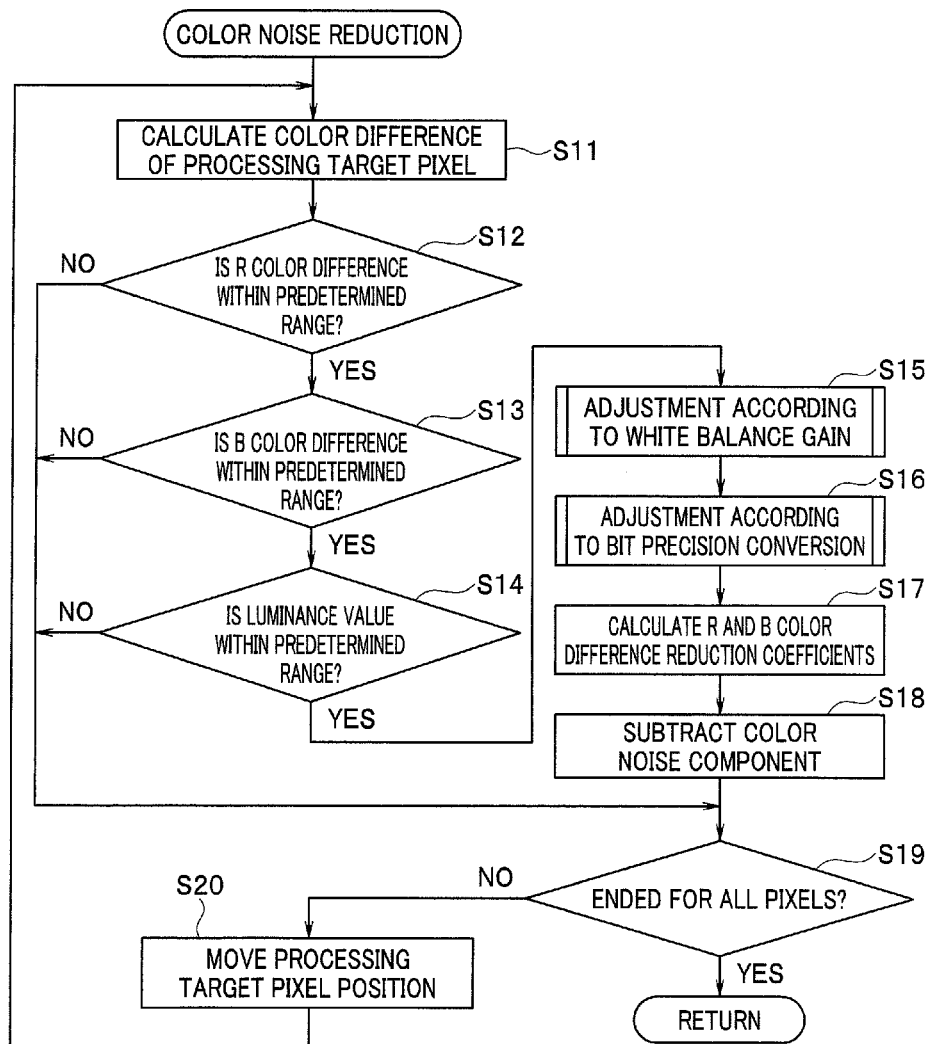 COLOR NOISE REDUCTION
CALCULATE COLOR DIFFERENCE
OF PROCESSING TARGET PIXEL
S11
S12
NO
IS R COLOR DIFFERENCE
WITHIN PREDETERMINED
RANGE?
YES
S13
NO
IS B COLOR DIFFERENCE
WITHIN PREDETERMINED
RANGE?
YES
S14
NO
IS LUMINANCE VALUE
WITHIN PREDETERMINED
RANGE?
YES
S15
ADJUSTMENT ACCORDING
TO WHITE BALANCE GAIN
S16
ADJUSTMENT ACCORDING
TO BIT PRECISION CONVERSION
S17
CALCULATE R AND B COLOR
DIFFERENCE REDUCTION COEFFICIENTS
S18
SUBTRACT COLOR
NOISE COMPONENT
S19
NO
ENDED FOR ALL PIXELS?
YES
S20
MOVE PROCESSING
TARGET PIXEL POSITION
RETURN